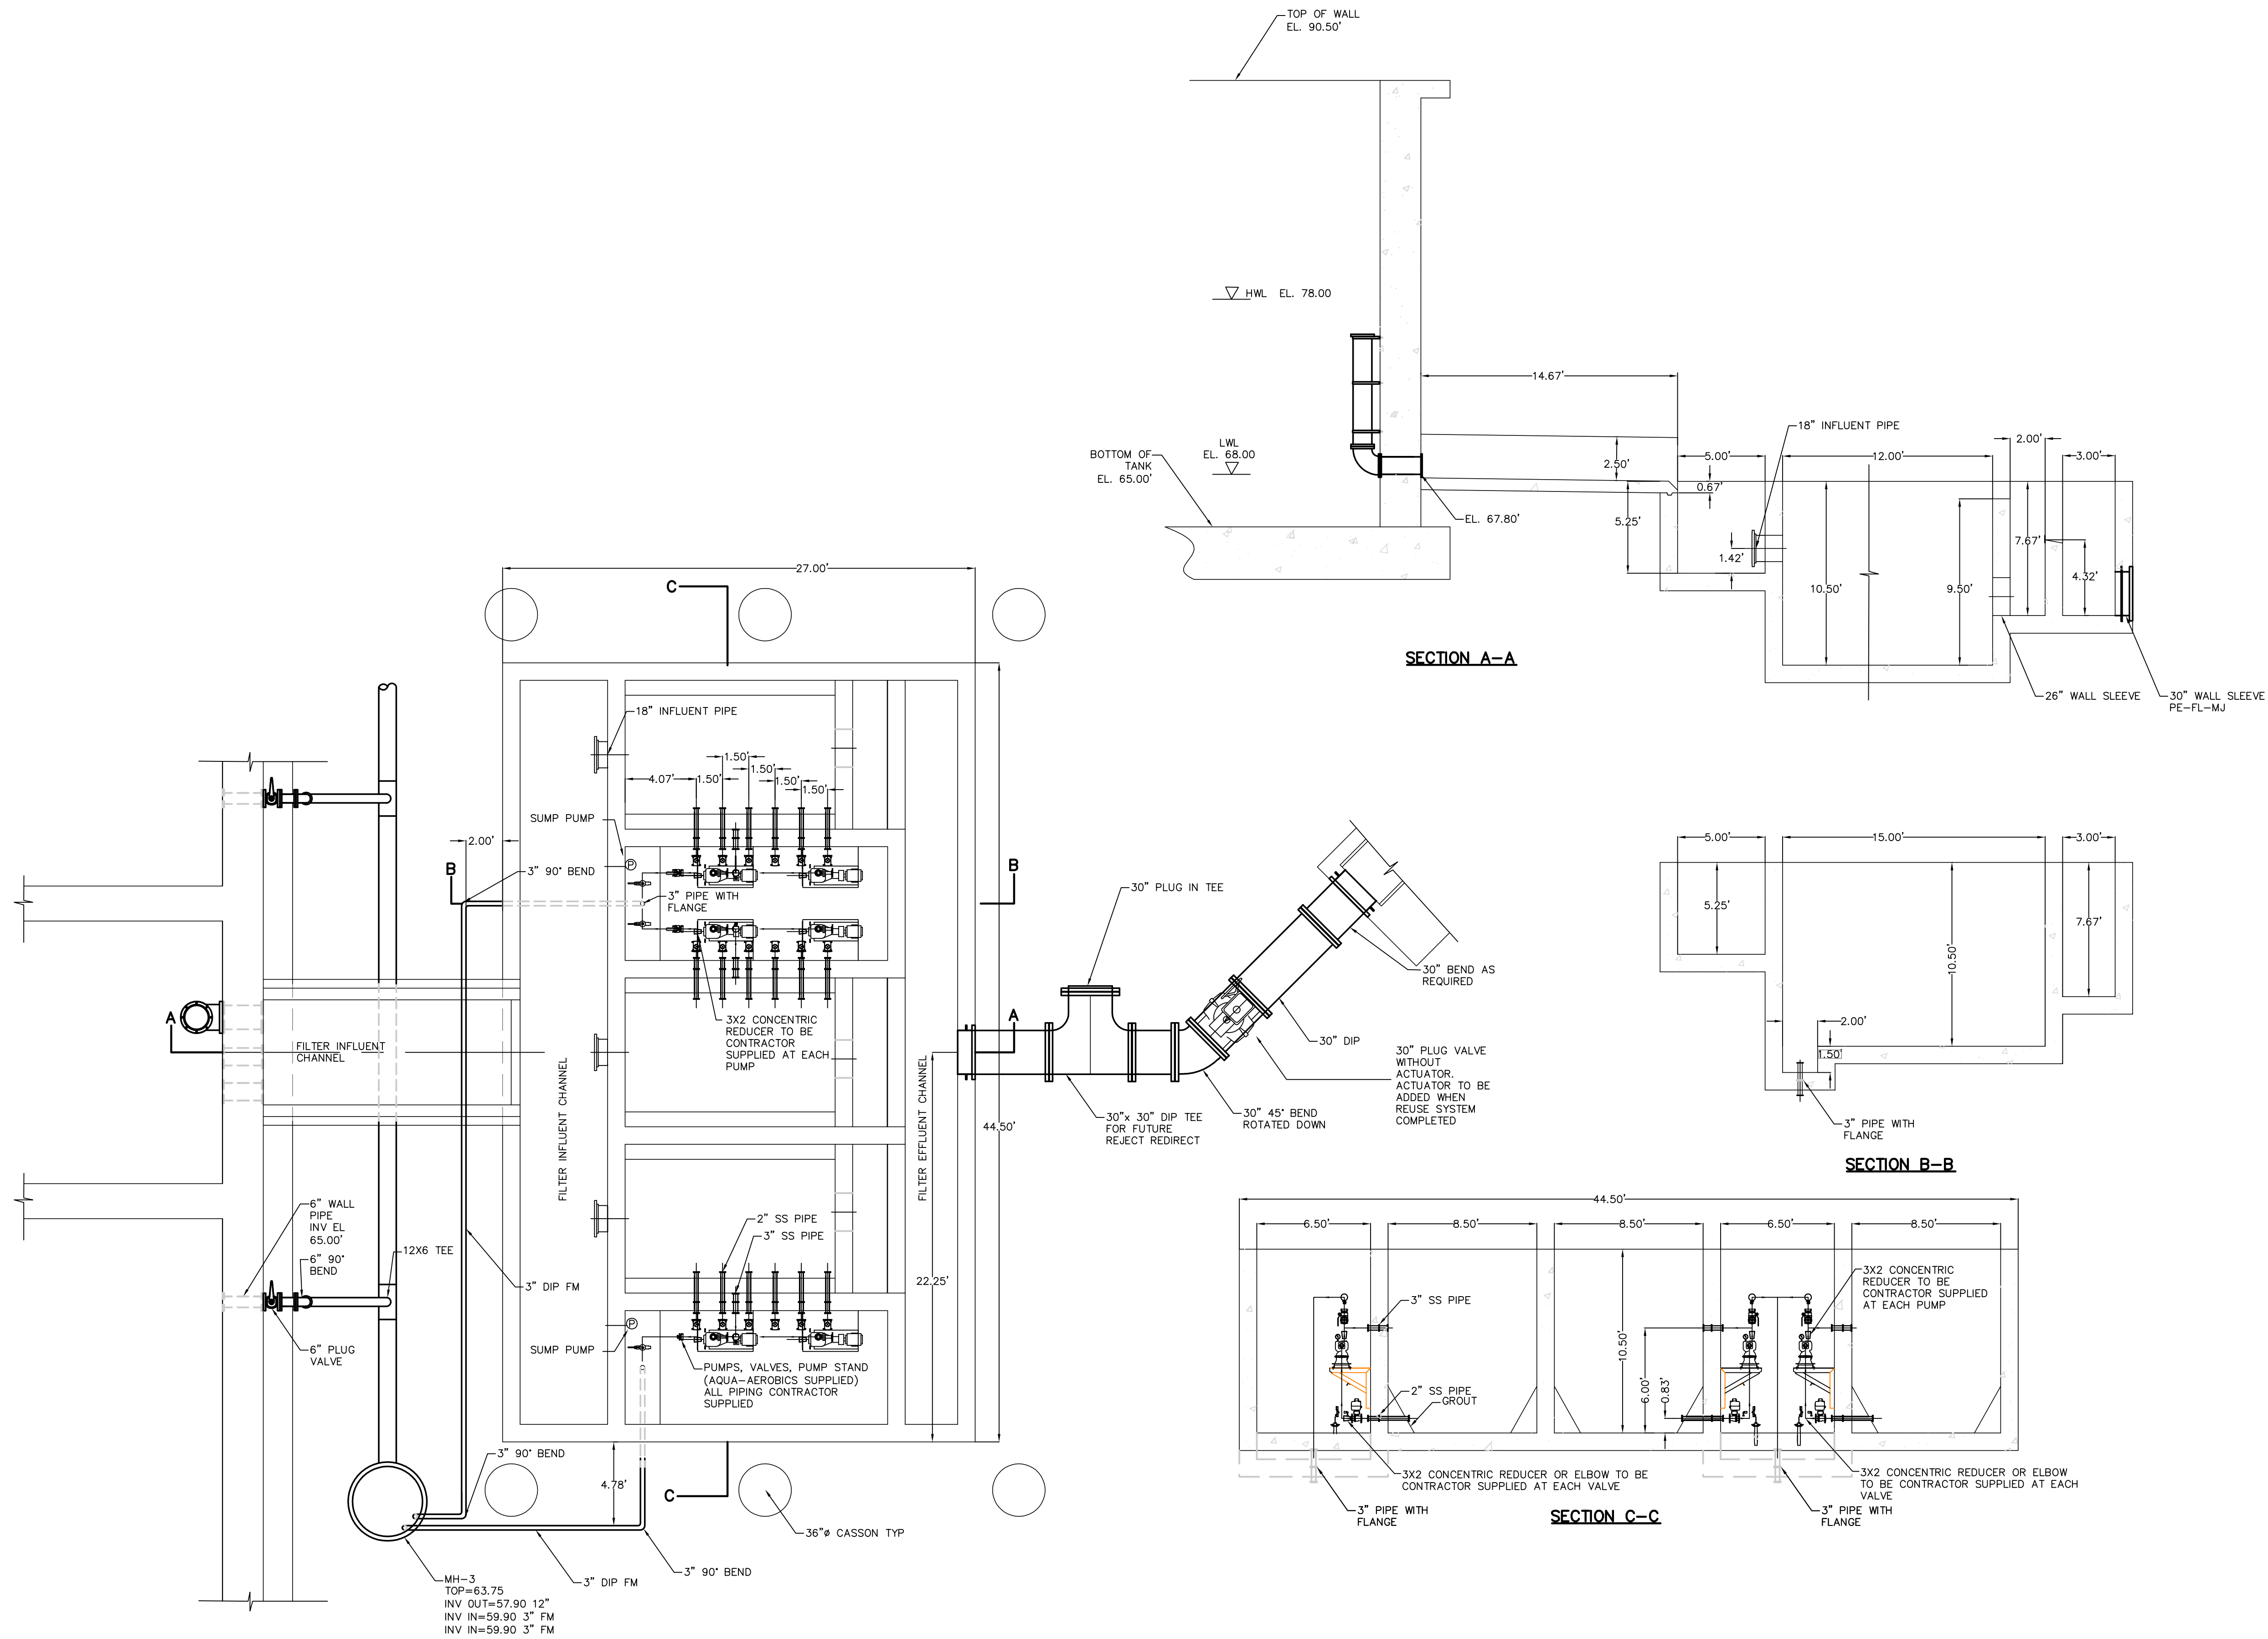 TOP OF WALL
EL. 90.50'
HWL EL. 78.00
14.67'
LWL
EL. 68.00
BOTTOM OF
TANK
EL. 65.00'
2.50'
EL. 67.80'
18" INFLUENT PIPE
5.00'
12.00'
2.00'
3.00'
0.67'
5.25'
1.42'
10.50'
9.50'
7.67'
4.32'
SECTION A-A
26" WALL SLEEVE
30" WALL SLEEVE
PE-FL-MJ
27.00'
C
18" INFLUENT PIPE
1.50'
1.50'
4.07'
1.50'
1.50'
1.50'
SUMP PUMP
P
2.00'
B
B
3" 90° BEND
3" PIPE WITH
FLANGE
A
A
FILTER INFLUENT
CHANNEL
3X2 CONCENTRIC
REDUCER TO BE
CONTRACTOR
SUPPLIED AT EACH
PUMP
FILTER INFLUENT CHANNEL
FILTER EFFLUENT CHANNEL
44.50'
22.25'
30" PLUG IN TEE
30" BEND AS
REQUIRED
30" DIP
30" PLUG VALVE
WITHOUT
ACTUATOR.
ACTUATOR TO BE
ADDED WHEN
REUSE SYSTEM
COMPLETED
30"x 30" DIP TEE
FOR FUTURE
REJECT REDIRECT
30" 45° BEND
ROTATED DOWN
6" WALL
PIPE
INV EL
65.00'
6" 90°
BEND
12X6 TEE
6" PLUG
VALVE
3" DIP FM
2" SS PIPE
3" SS PIPE
P
SUMP PUMP
PUMPS, VALVES, PUMP STAND
(AQUA-AEROBICS SUPPLIED)
ALL PIPING CONTRACTOR
SUPPLIED
3" 90° BEND
4.78'
C
36"ø CASSON TYP
3" DIP FM
3" 90° BEND
MH-3
TOP=63.75
INV OUT=57.90 12"
INV IN=59.90 3" FM
INV IN=59.90 3" FM
5.00'
15.00'
3.00'
5.25'
10.50'
7.67'
2.00'
1.50'
3" PIPE WITH
FLANGE
SECTION B-B
44.50'
6.50'
8.50'
8.50'
6.50'
8.50'
3" SS PIPE
10.50'
6.00'
0.83'
3X2 CONCENTRIC
REDUCER TO BE
CONTRACTOR SUPPLIED
AT EACH PUMP
2" SS PIPE
GROUT
3X2 CONCENTRIC REDUCER OR ELBOW TO BE
CONTRACTOR SUPPLIED AT EACH VALVE
3X2 CONCENTRIC REDUCER OR ELBOW
TO BE CONTRACTOR SUPPLIED AT EACH
VALVE
3" PIPE WITH
FLANGE
3" PIPE WITH
FLANGE
SECTION C-C